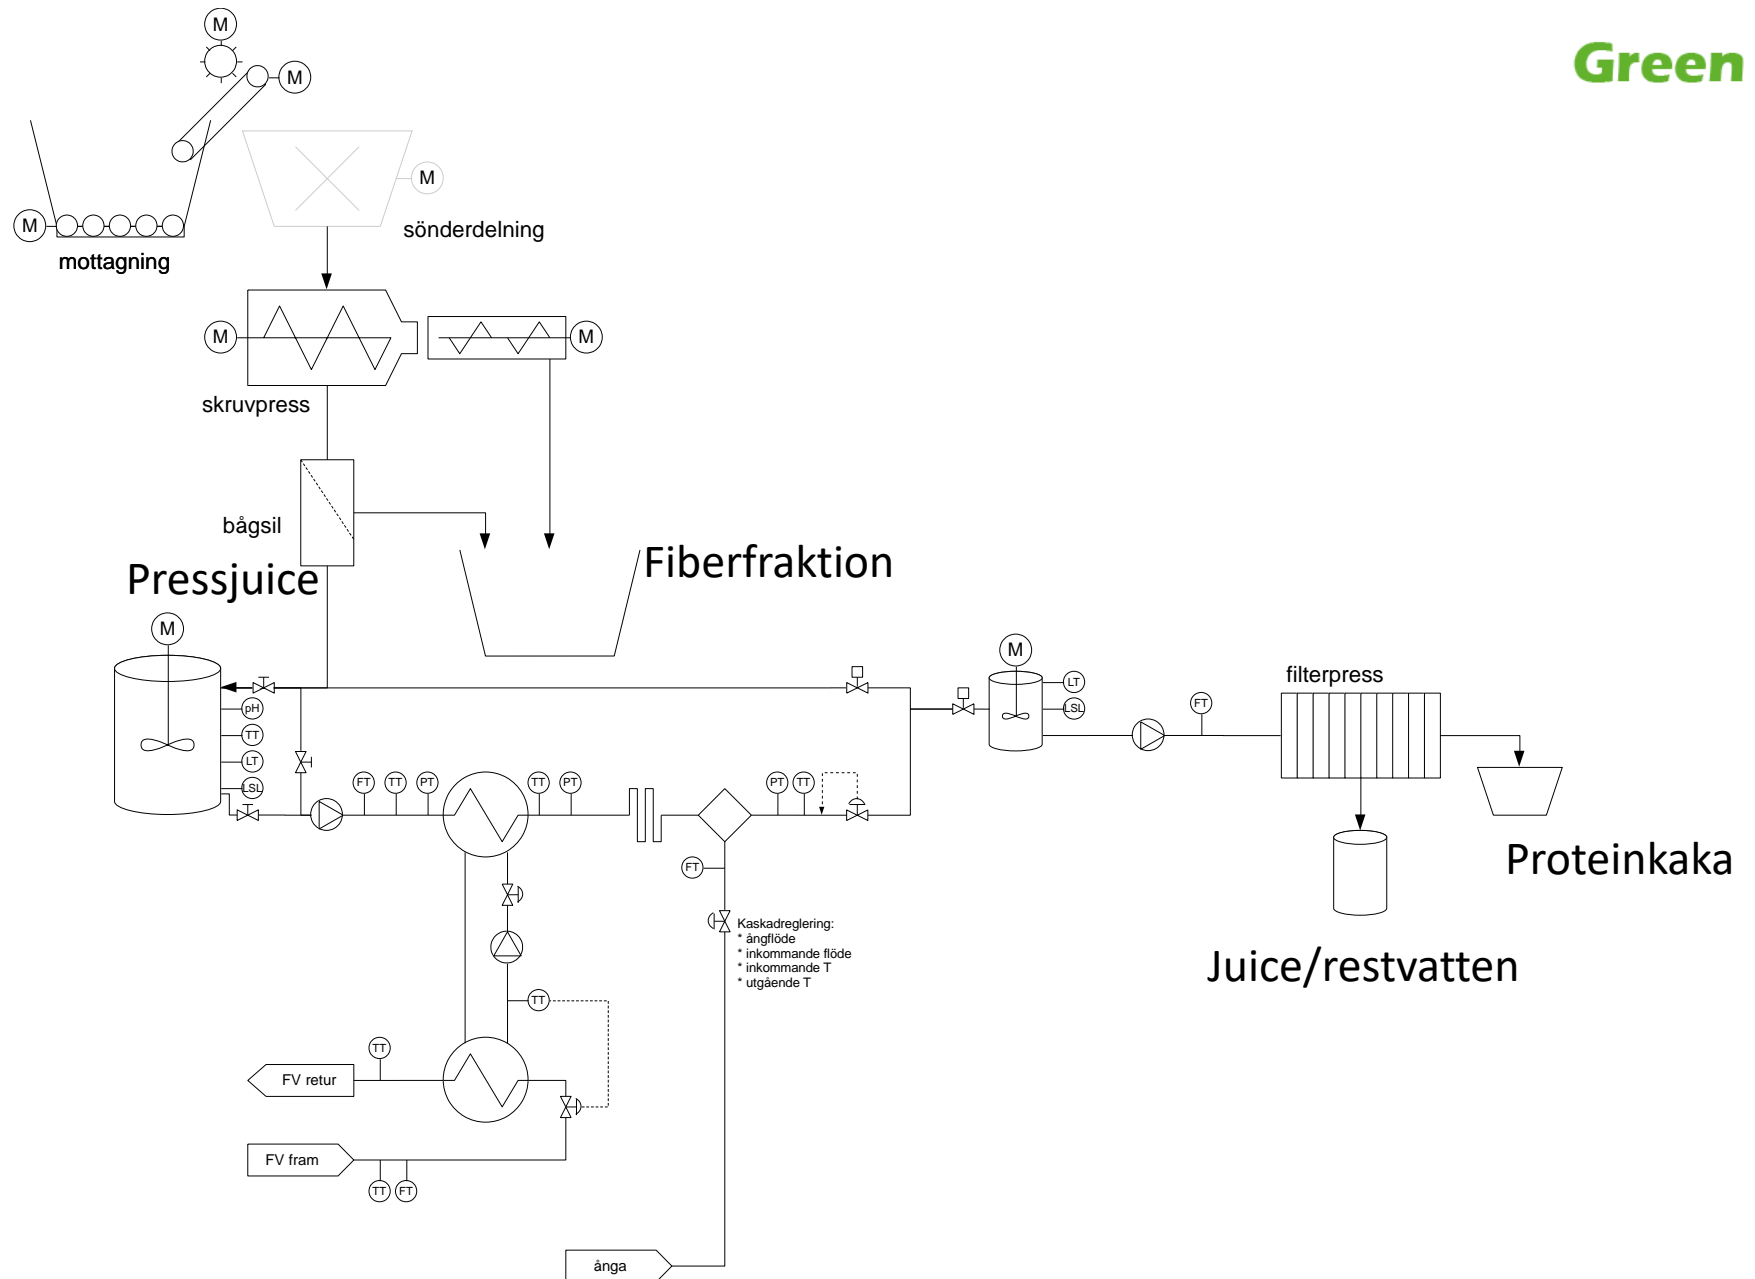 M
Green
M
M
M
sönderdelning
mottagning
M
M
skruvpress
bågsil
Pressjuice
Fiberfraktion
M
M
filterpress
LT
pH
LSL
FT
TT
LT
LSL
FT
TT
PT
TT
PT
PT
TT
FT
Proteinkaka
Kaskadreglering:
* ångflöde
* inkommande flöde
* inkommande T
* utgående T
Juice/restvatten
TT
TT
FV retur
FV fram
TT
FT
ånga